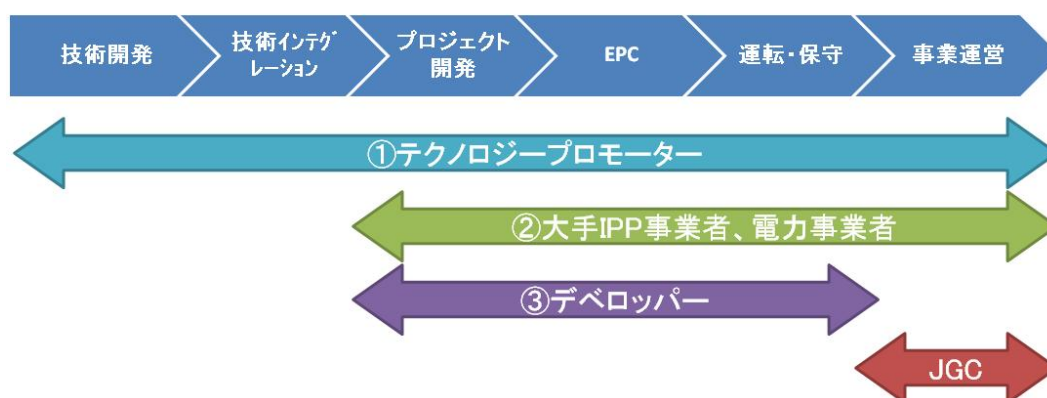 技術開発
技術インテグ
レーション
プロジェクト
開発
EPC
運転・保守
事業運営
①テクノロジープロモーター
②大手IPP事業者、電力事業者
③デベロッパー
JGC